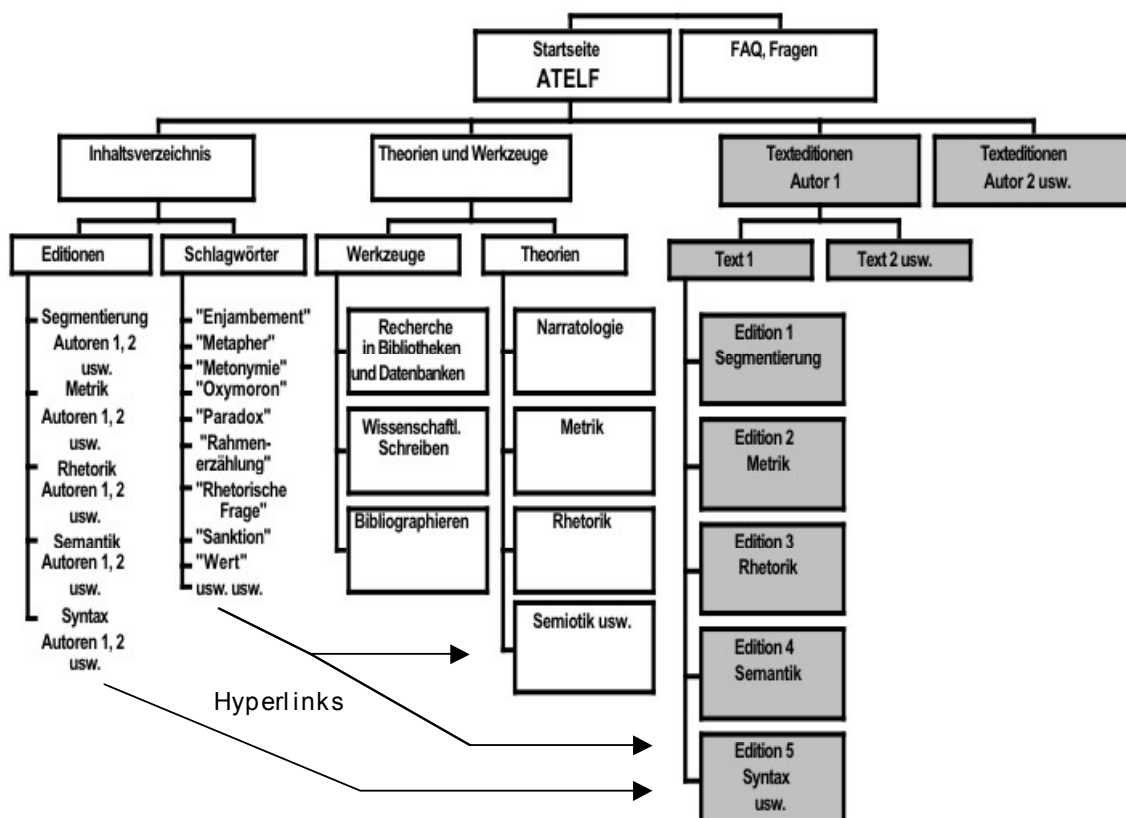 Startseite
ATELF
FAQ, Fragen
Inhaltsverzeichnis
Theorien und Werkzeuge
Texteditionen
Autor 1
Texteditionen
Autor 2 usw.
Editionen
Schlagwörter
Werkzeuge
Theorien
Text 1
Text 2 usw.
Segmentierung
Autoren 1, 2
usw.
Metrik
Autoren 1, 2
usw.
Rhetorik
Autoren 1, 2
usw.
Semantik
Autoren 1, 2
usw.
Syntax
Autoren 1, 2
usw.
"Enjambement"
"Metapher"
"Metonymie"
"Oxymoron"
"Paradox"
"Rahmen-
erzählung"
"Rhetorische
Frage"
"Sanktion"
"Wert"
usw. usw.
Recherche
in Bibliotheken
und Datenbanken
Wissenschaftl.
Schreiben
Bibliographieren
Narratologie
Metrik
Rhetorik
Semiotik usw.
Edition 1
Segmentierung
Edition 2
Metrik
Edition 3
Rhetorik
Edition 4
Semantik
Edition 5
Syntax
usw.
Hyperlinks